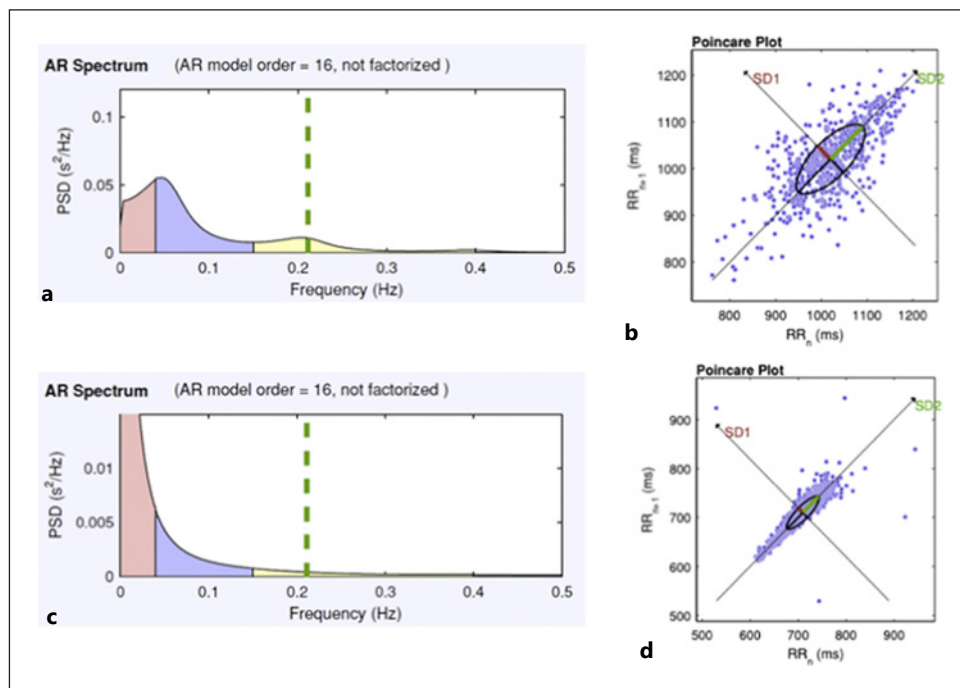 AR Spectrum (AR model order = 16, not factorized )
0.1
0.05
0
PSD (s²/Hz)
0 0.1 0.2 0.3 0.4 0.5
Frequency (Hz)
a
Poincare Plot
1200
1100
1000
900
800
RRₙ₊₁ (ms)
SD1
SD2
800 900 1000 1100 1200
RRₙ (ms)
b
AR Spectrum (AR model order = 16, not factorized )
0.01
0.005
0
PSD (s²/Hz)
0 0.1 0.2 0.3 0.4 0.5
Frequency (Hz)
c
Poincare Plot
900
800
700
600
500
RRₙ₊₁ (ms)
SD1
SD2
500 600 700 800 900
RRₙ (ms)
d